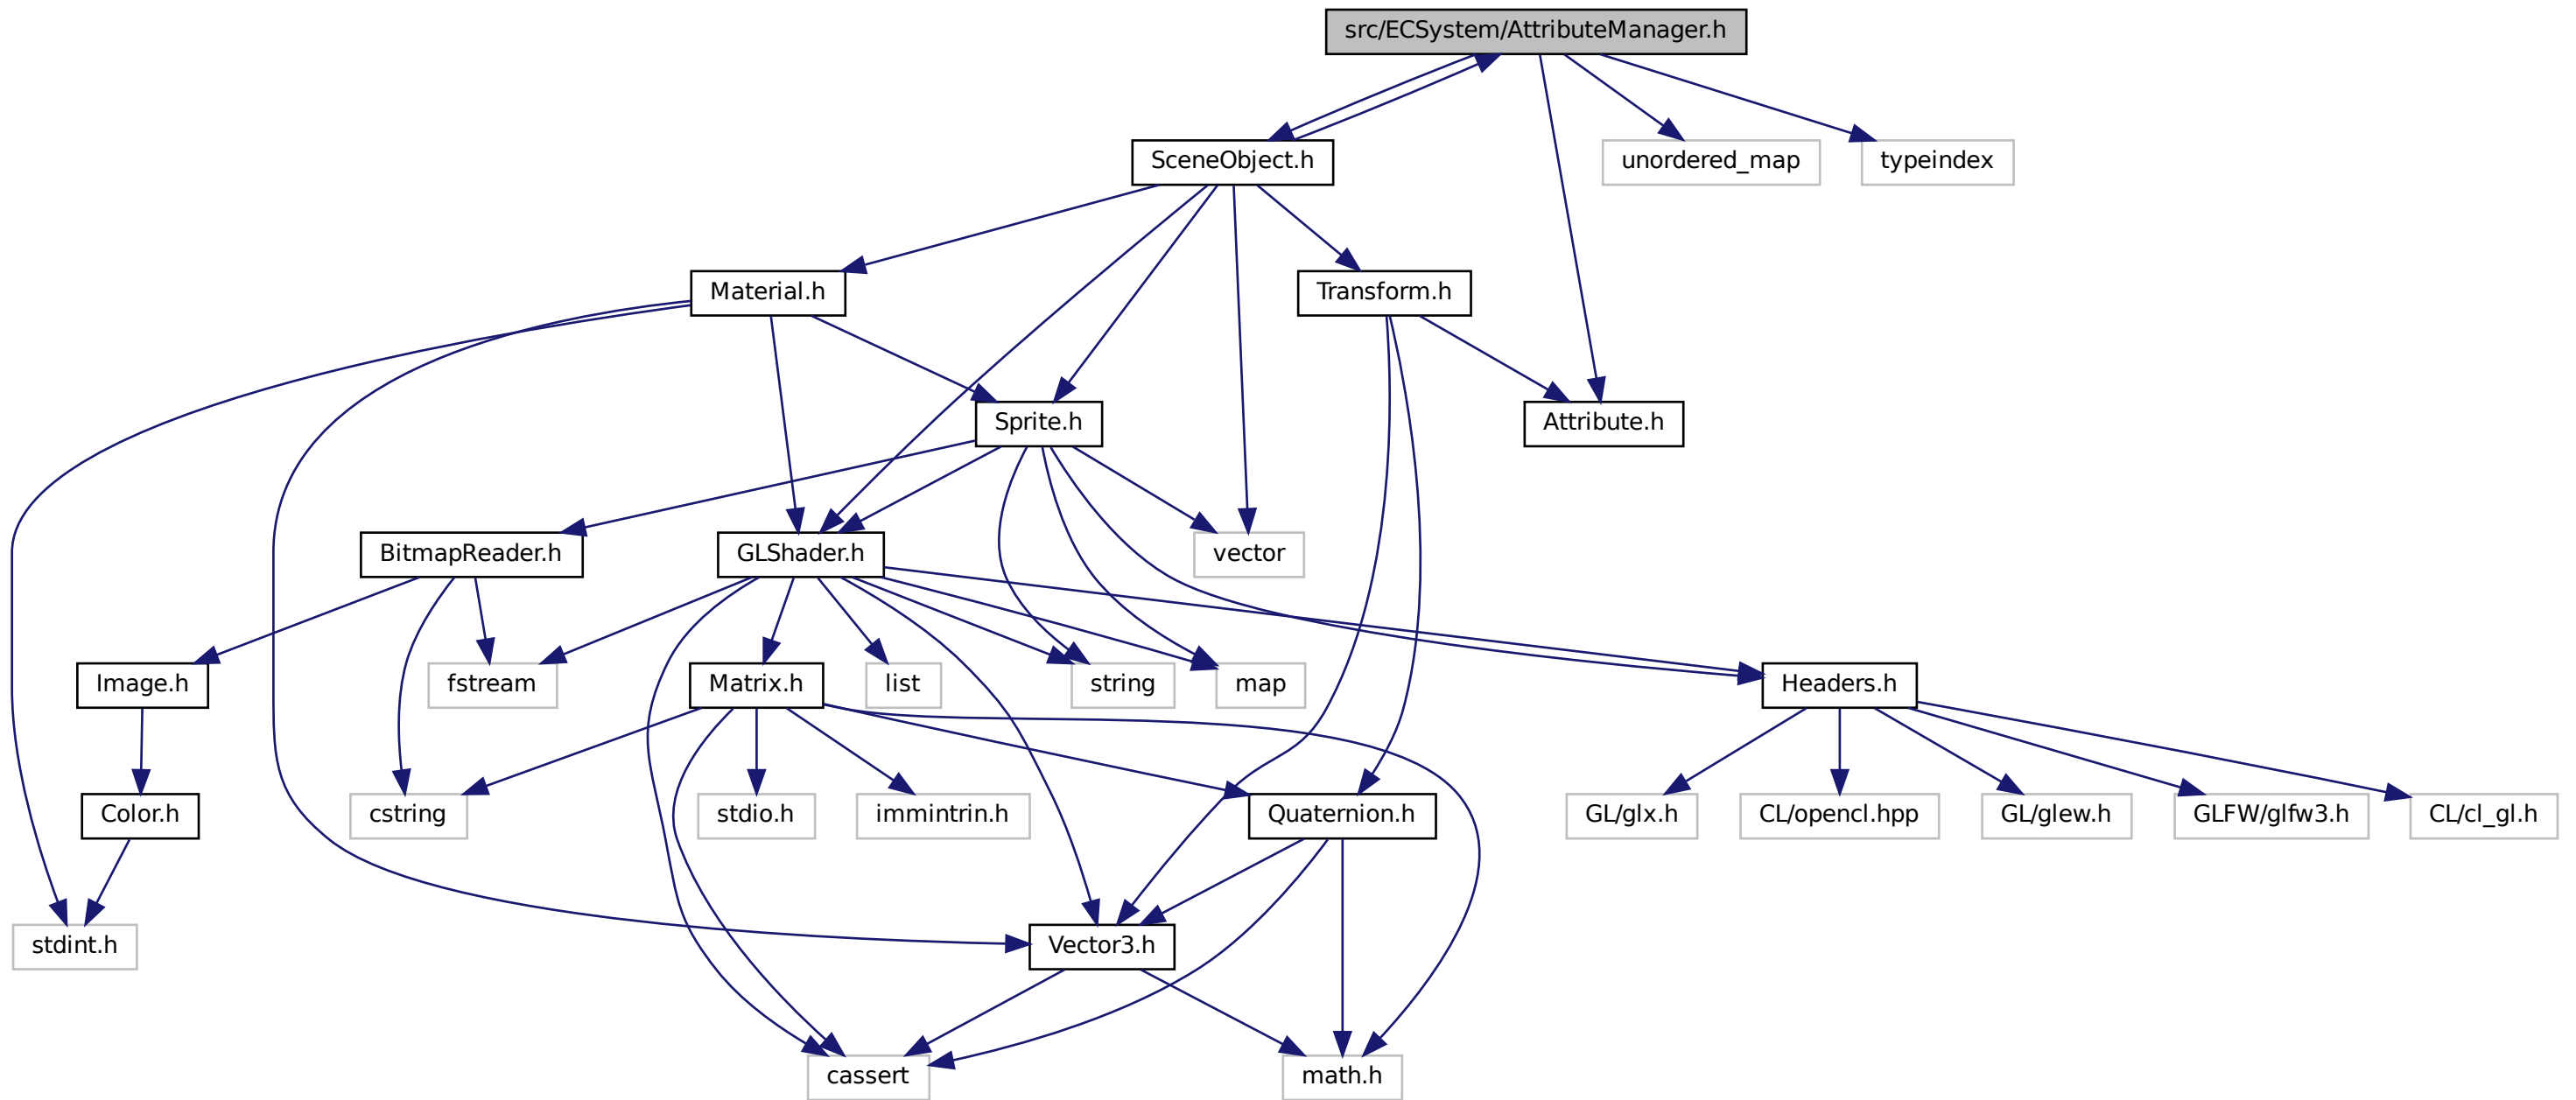 src/ECSystem/AttributeManager.h
SceneObject.h
unordered_map
typeindex
Material.h
Transform.h
Sprite.h
Attribute.h
BitmapReader.h
GLShader.h
vector
Image.h
fstream
Matrix.h
list
string
map
Headers.h
Color.h
cstring
stdio.h
immintrin.h
Quaternion.h
GL/glx.h
CL/opencl.hpp
GL/glew.h
GLFW/glfw3.h
CL/cl_gl.h
stdint.h
Vector3.h
cassert
math.h